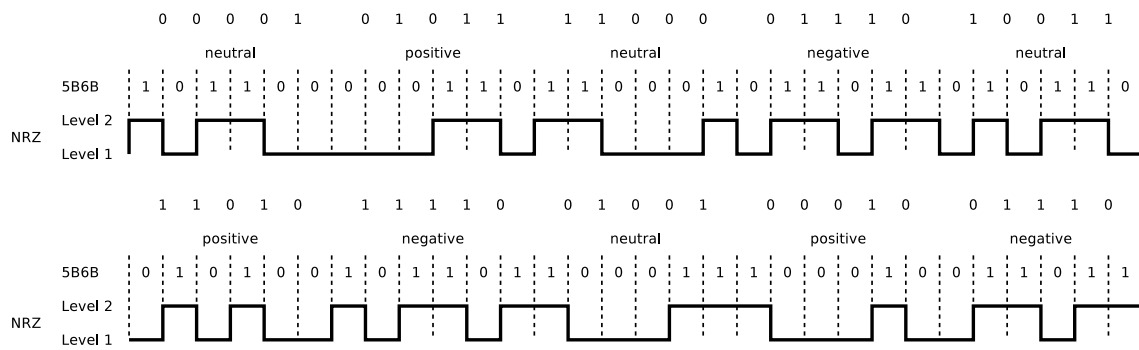 0 0 0 0 1 0 1 0 1 1 1 1 0 0 0 0 1 1 1 0 1 0 0 1 1
neutral positive neutral negative neutral
5B6B 1 0 1 1 0 0 0 0 0 1 1 0 1 1 0 0 0 1 0 1 1 0 1 1 0 1 0 1 1 0
Level 2
NRZ
Level 1
1 1 0 1 0 1 1 1 1 0 0 1 0 0 1 0 0 0 1 0 0 1 1 1 0
positive negative neutral positive negative
5B6B 0 1 0 1 0 0 1 0 1 1 0 1 1 0 0 0 1 1 1 0 0 0 1 0 0 1 1 0 1 1
Level 2
NRZ
Level 1